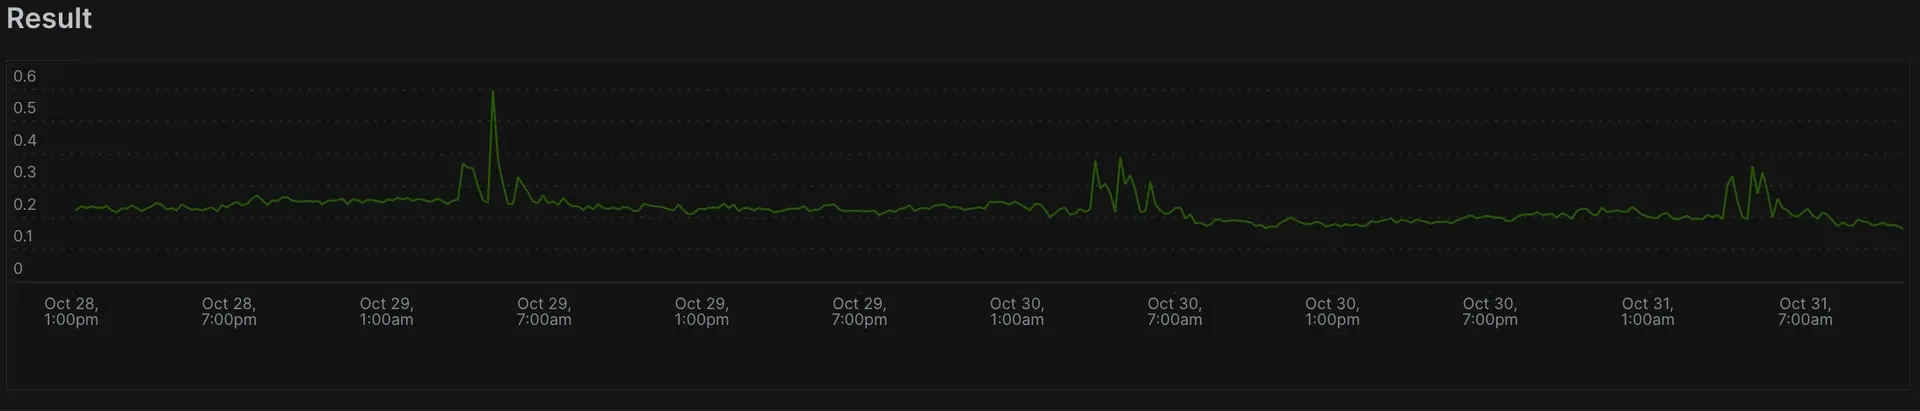 Result
0.6
0.5
0.4
0.3
0.2
0.1
0
Oct 28,
1:00pm
Oct 28,
7:00pm
Oct 29,
1:00am
Oct 29,
7:00am
Oct 29,
1:00pm
Oct 29,
7:00pm
Oct 30,
1:00am
Oct 30,
7:00am
Oct 30,
1:00pm
Oct 30,
7:00pm
Oct 31,
1:00am
Oct 31,
7:00am